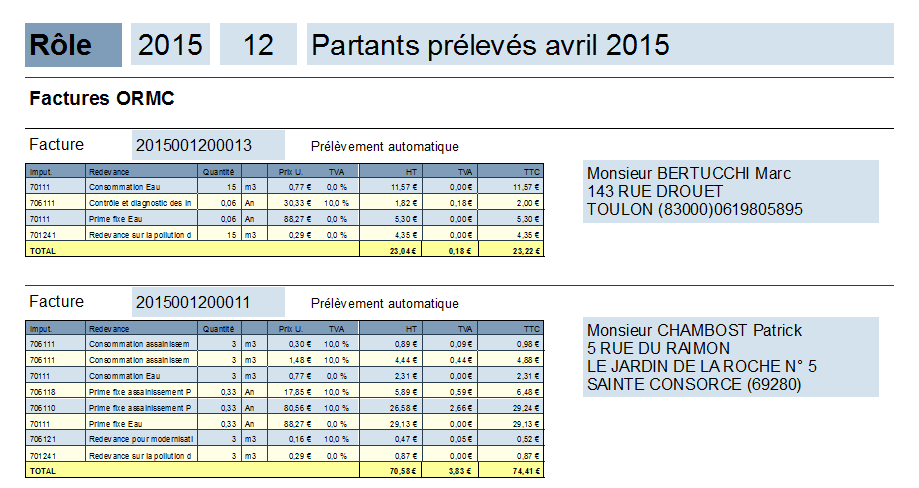 Rôle 2015 12 Partants prélevés avril 2015
Factures ORMC
Facture 2015001200013 Prélèvement automatique
Monsieur BERTUCCHI Marc
143 RUE DROUET
TOULON (83000)0619805895
Imput. Redevance Quantité Prix U. TVA HT TVA TTC
70111 Consommation Eau 15 m3 0,77 € 0,0 % 11,57 € 0,00 € 11,57 €
706111 Contrôle et diagnostic des in 0,06 An 30,33 € 10,0 % 1,82 € 0,18 € 2,00 €
70111 Prime fixe Eau 0,06 An 88,27 € 0,0 % 5,30 € 0,00 € 5,30 €
701241 Redevance sur la pollution d 15 m3 0,29 € 0,0 % 4,35 € 0,00 € 4,35 €
TOTAL 23,04 € 0,18 € 23,22 €
Facture 2015001200011 Prélèvement automatique
Monsieur CHAMBOST Patrick
5 RUE DU RAIMON
LE JARDIN DE LA ROCHE N° 5
SAINTE CONSORCE (69280)
Imput. Redevance Quantité Prix U. TVA HT TVA TTC
706111 Consommation assainissem 3 m3 0,30 € 10,0 % 0,89 € 0,09 € 0,98 €
706111 Consommation assainissem 3 m3 1,48 € 10,0 % 4,44 € 0,44 € 4,88 €
70111 Consommation Eau 3 m3 0,77 € 0,0 % 2,31 € 0,00 € 2,31 €
706118 Prime fixe assainissement P 0,33 An 17,85 € 10,0 % 5,89 € 0,59 € 6,48 €
706110 Prime fixe assainissement P 0,33 An 80,56 € 10,0 % 26,58 € 2,66 € 29,24 €
70111 Prime fixe Eau 0,33 An 88,27 € 0,0 % 29,13 € 0,00 € 29,13 €
706121 Redevance pour modernisati 3 m3 0,16 € 10,0 % 0,47 € 0,05 € 0,52 €
701241 Redevance sur la pollution d 3 m3 0,29 € 0,0 % 0,87 € 0,00 € 0,87 €
TOTAL 70,58 € 3,83 € 74,41 €